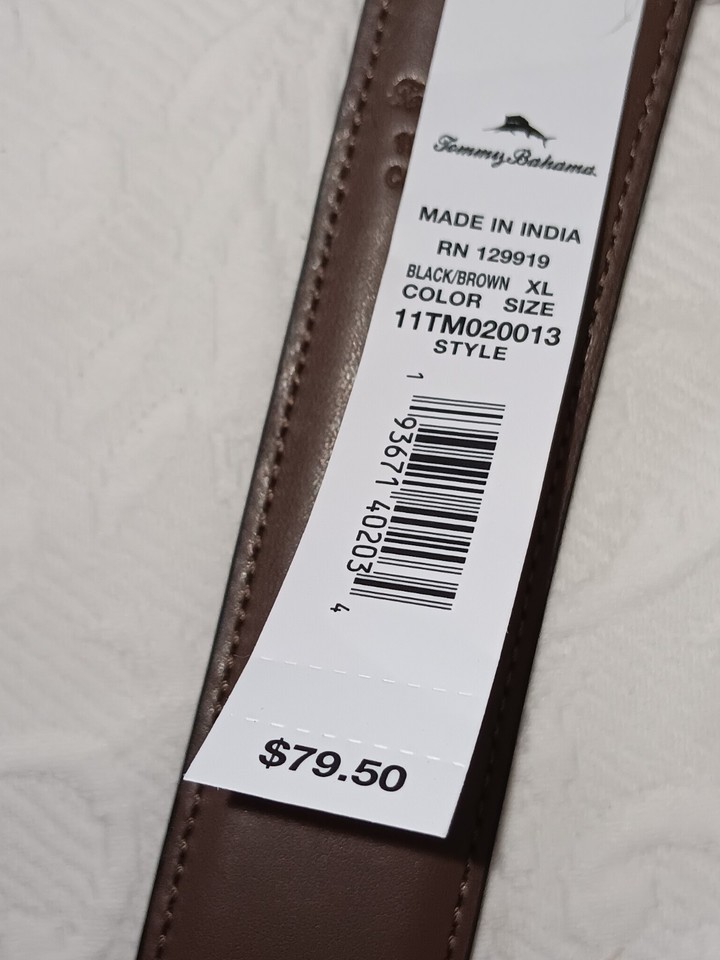 Tommy Bahama
MADE IN INDIA
RN 129919
BLACK/BROWN XL
COLOR SIZE
11TM020013
STYLE
1 93671 40203 4
$79.50